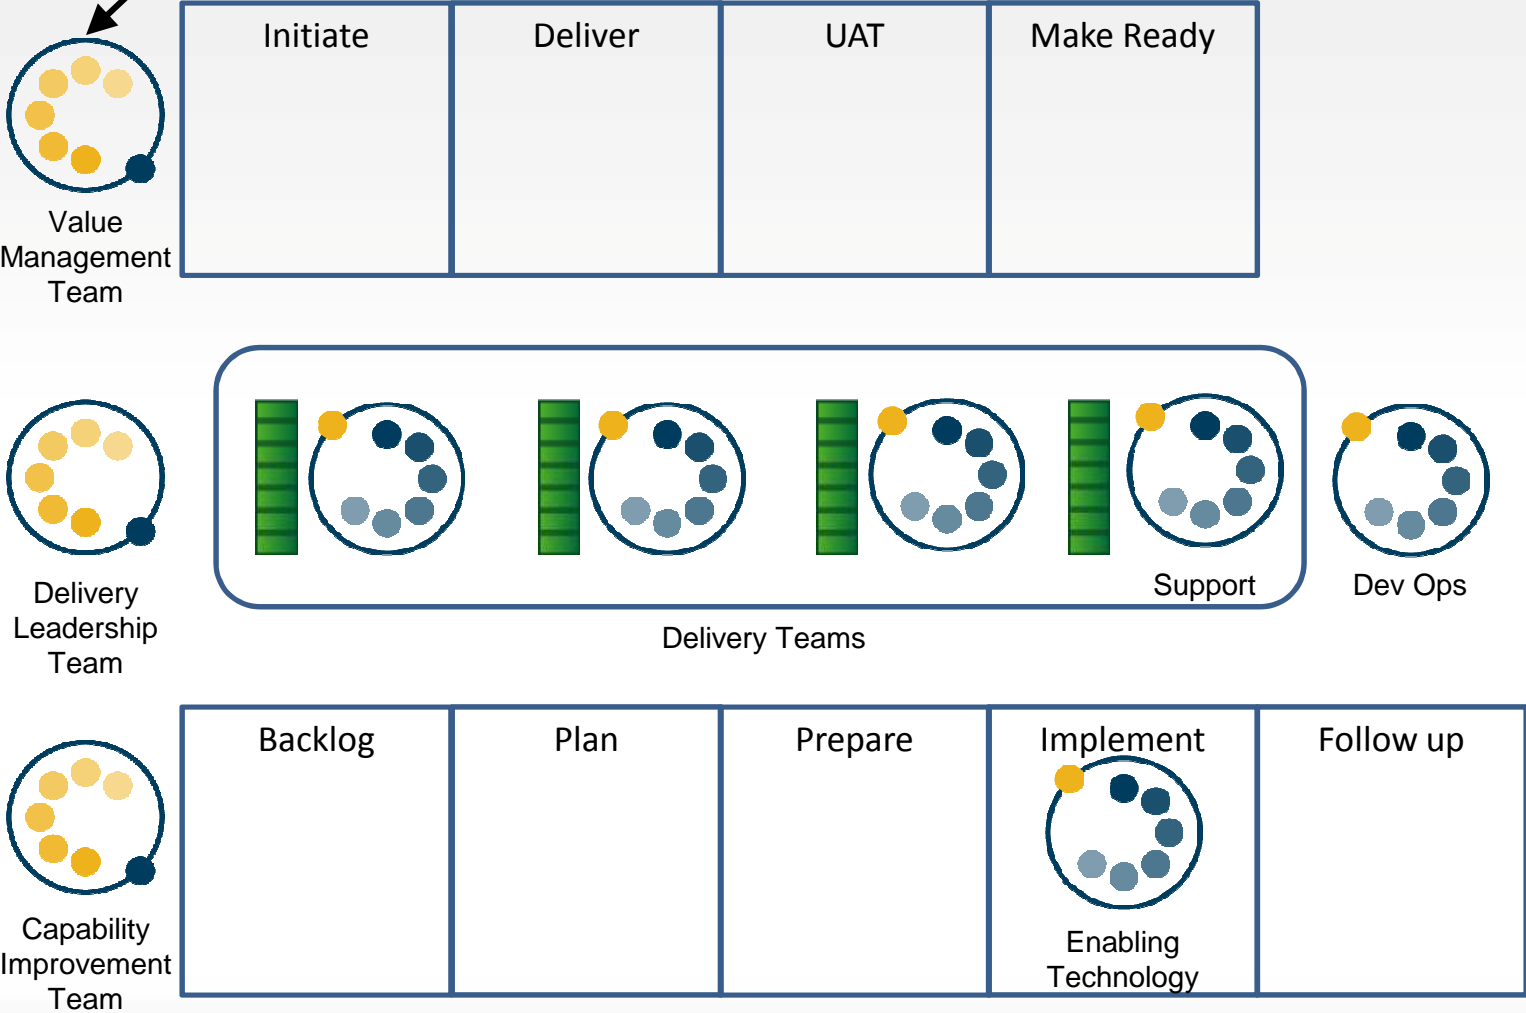 Initiate
Deliver
UAT
Make Ready
Value
Management
Team
Support
Dev Ops
Delivery
Leadership
Team
Delivery Teams
Backlog
Plan
Prepare
Implement
Follow up
Enabling
Technology
Capability
Improvement
Team